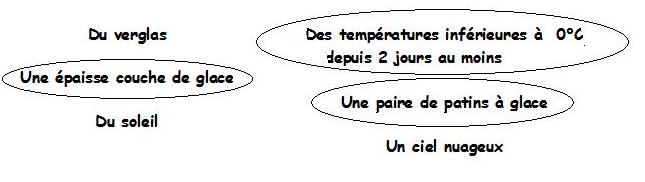 Du verglas
Une épaisse couche de glace
Du soleil
Des températures inférieures à 0°C
depuis 2 jours au moins
Une paire de patins à glace
Un ciel nuageux